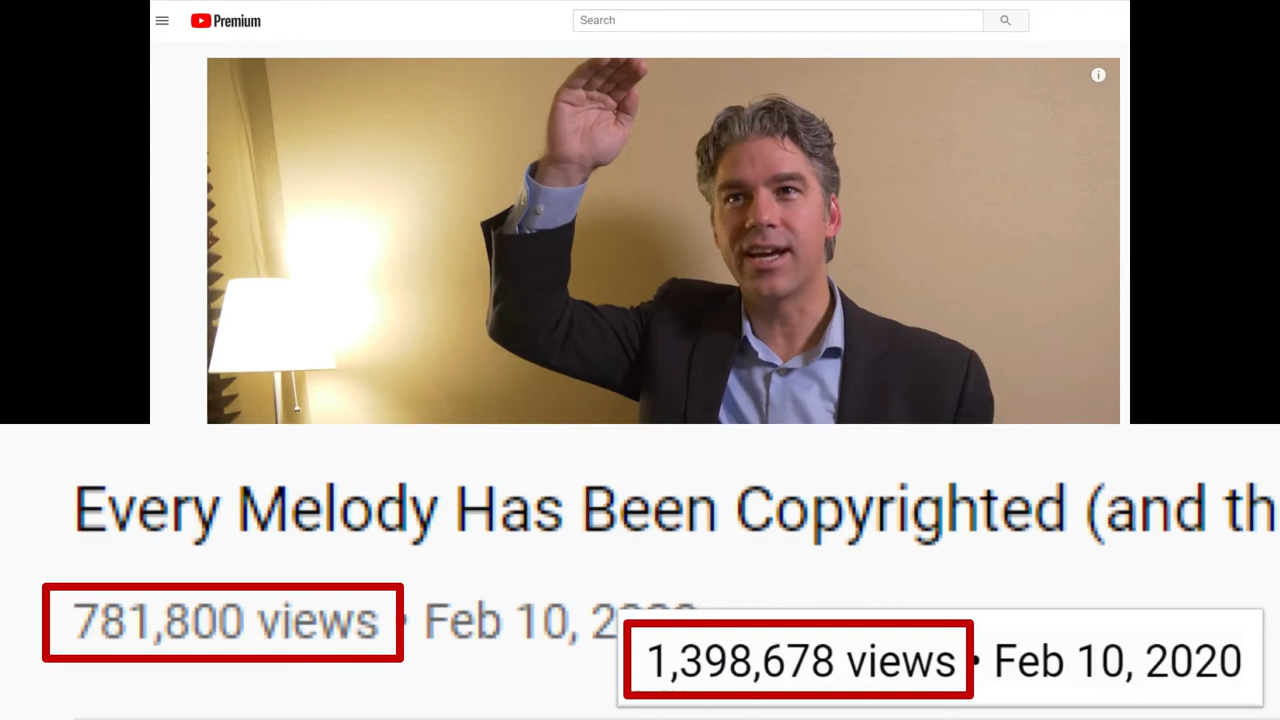 Premium
Search
Every Melody Has Been Copyrighted (and th
781,800 views • Feb 10, 2
1,398,678 views • Feb 10, 2020